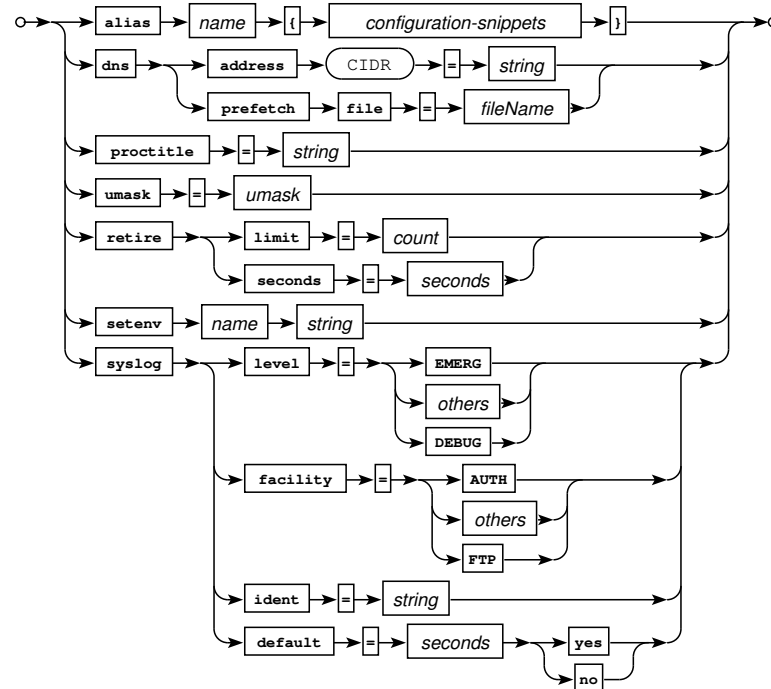 alias name { configuration-snippets }
dns address CIDR = string
prefetch file = fileName
proctitle = string
umask = umask
retire limit = count
seconds = seconds
setenv name string
syslog level = EMERG
others
DEBUG
facility = AUTH
others
FTP
ident = string
default = seconds yes
no